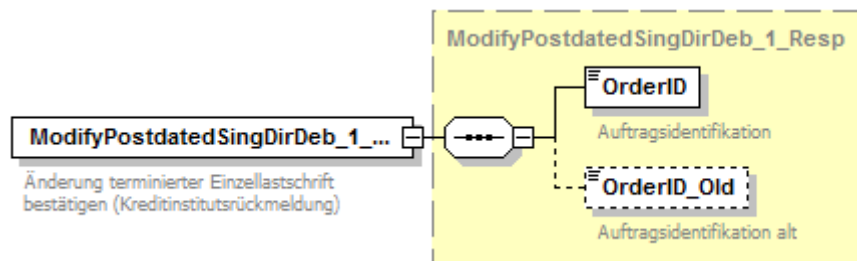 ModifyPostdatedSingDirDeb_1_Resp
OrderID
Auftragsidentifikation
ModifyPostdatedSingDirDeb_1_...
Änderung terminierter Einzellastschrift
bestätigen (Kreditinstitutsrückmeldung)
OrderID_Old
Auftragsidentifikation alt